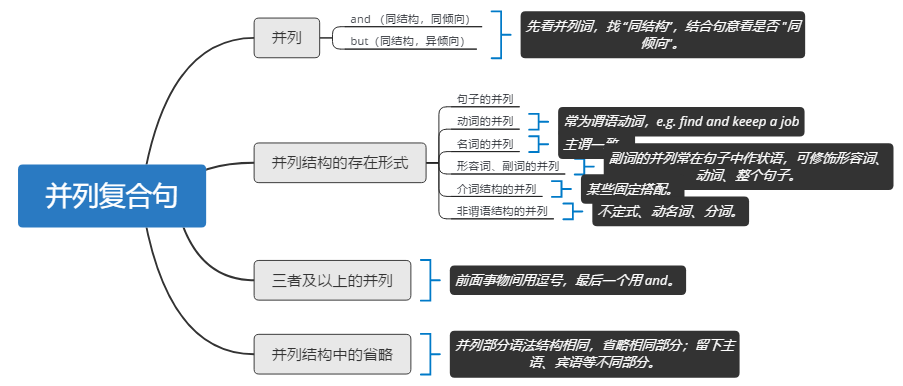 并列复合句
并列
and （同结构，同倾向）
but（同结构，异倾向）
先看并列词，找 “同结构”，结合句意看是否 "同
倾向"。
并列结构的存在形式
句子的并列
动词的并列
常为谓语动词，e.g. find and keeep a job
名词的并列
主谓一致。
形容词、副词的并列
副词的并列常在句子中作状语，可修饰形容词、
动词、整个句子。
介词结构的并列
某些固定搭配。
非谓语结构的并列
不定式、动名词、分词。
三者及以上的并列
前面事物间用逗号，最后一个用 and。
并列结构中的省略
并列部分语法结构相同，省略相同部分；留下主
语、宾语等不同部分。